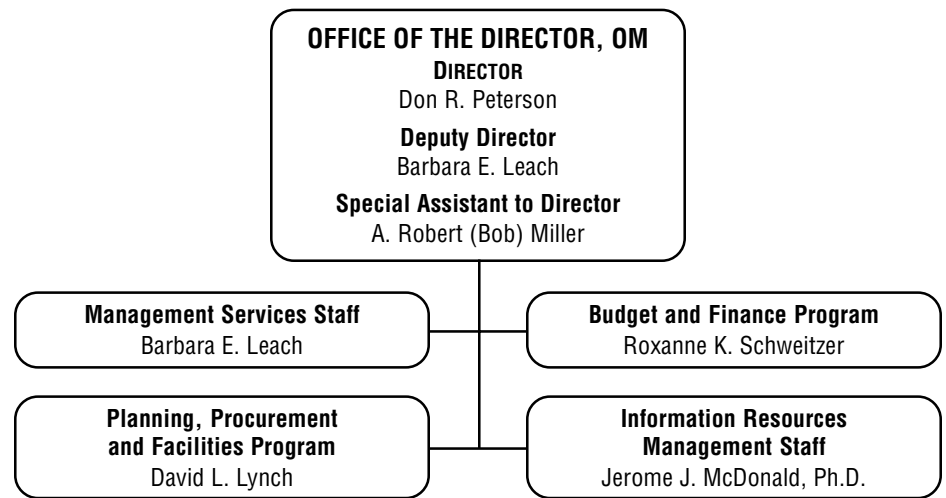 OFFICE OF THE DIRECTOR, OM
DIRECTOR
Don R. Peterson
Deputy Director
Barbara E. Leach
Special Assistant to Director
A. Robert (Bob) Miller
Management Services Staff
Barbara E. Leach
Budget and Finance Program
Roxanne K. Schweitzer
Planning, Procurement
and Facilities Program
David L. Lynch
Information Resources
Management Staff
Jerome J. McDonald, Ph.D.